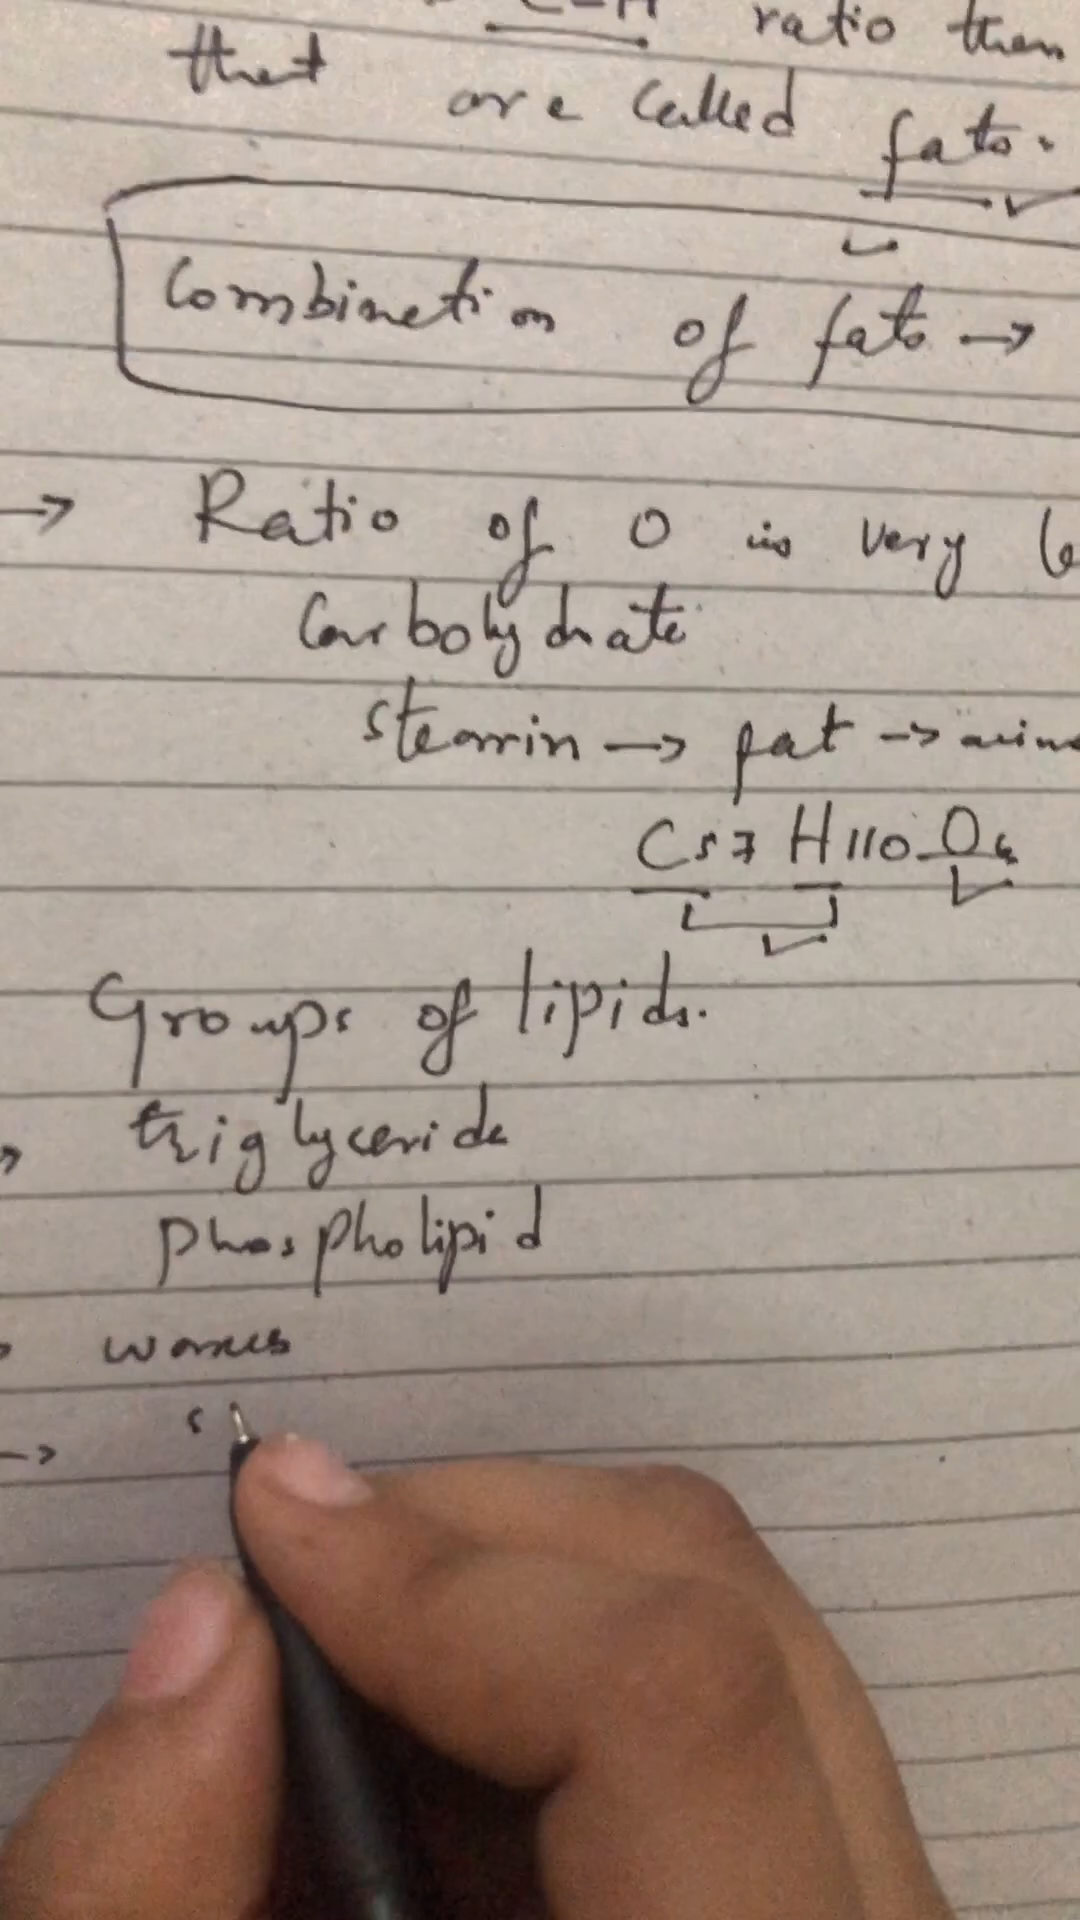 C-H ratio then
that are called fats.
Combination of fats →
→ Ratio of O is very
Carbohydrate
stearin → fat →
C57 H110 O6
Groups of lipids.
triglyceride
phospholipid
waxes
→ s